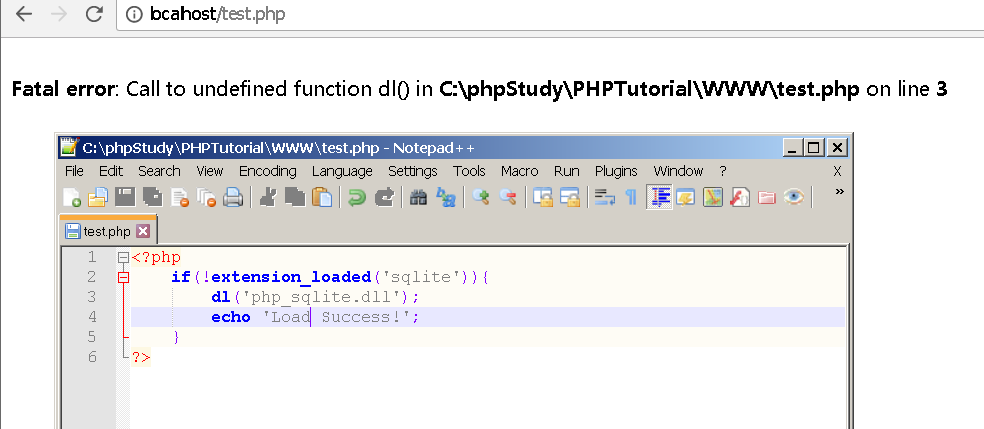 bcahost/test.php
Fatal error: Call to undefined function dl() in C:\phpStudy\PHPTutorial\WWW\test.php on line 3
C:\phpStudy\PHPTutorial\WWW\test.php - Notepad++
File Edit Search View Encoding Language Settings Tools Macro Run Plugins Window ? X
»
test.php
1 <?php
2 if(!extension_loaded('sqlite')){
3 dl('php_sqlite.dll');
4 echo 'Load Success!';
5 }
6 ?>